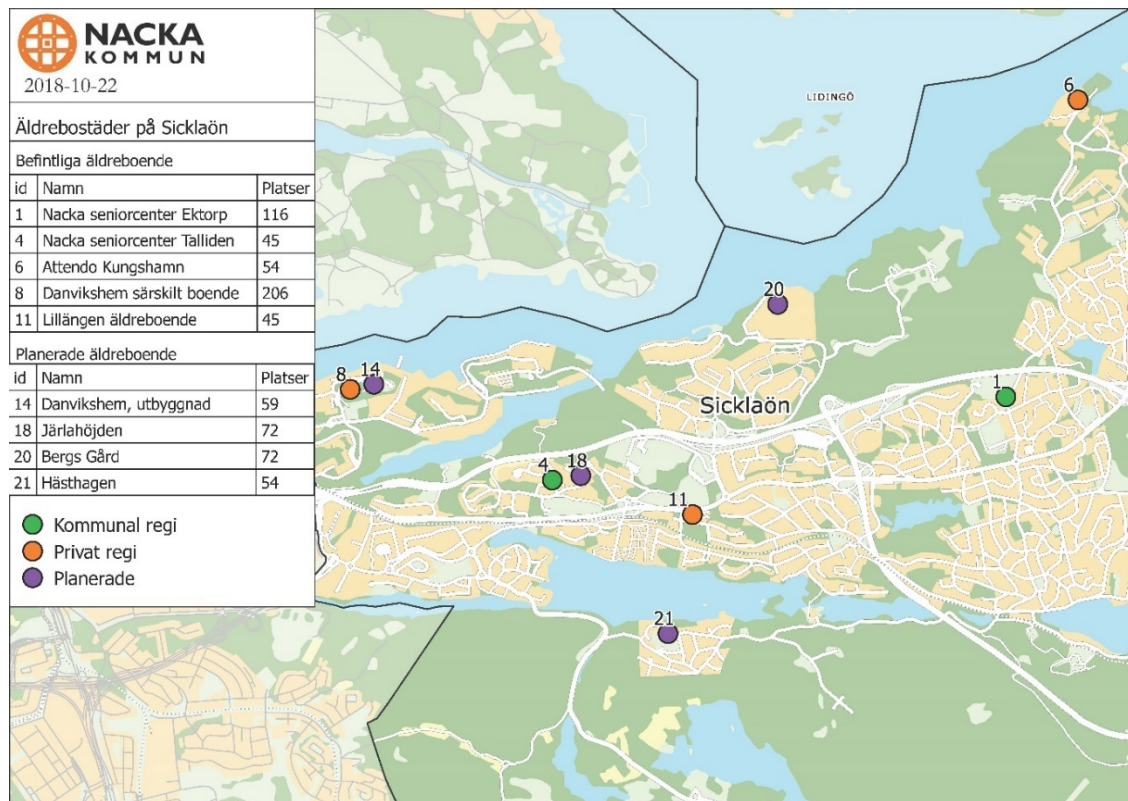 NACKA
KOMMUN
2018-10-22
Äldrebostäder på Sicklaön
Befintliga äldreboende
id Namn Platser
1 Nacka seniorcenter Ektorp 116
4 Nacka seniorcenter Talliden 45
6 Attendo Kungshamn 54
8 Danvikshem särskilt boende 206
11 Lillängen äldreboende 45
Planerade äldreboende
id Namn Platser
14 Danvikshem, utbyggnad 59
18 Järlahöjden 72
20 Bergs Gård 72
21 Hästhagen 54
Kommunal regi
Privat regi
Planerade
LIDINGÖ
6
20
8 14
1
Sicklaön
4 18
11
21